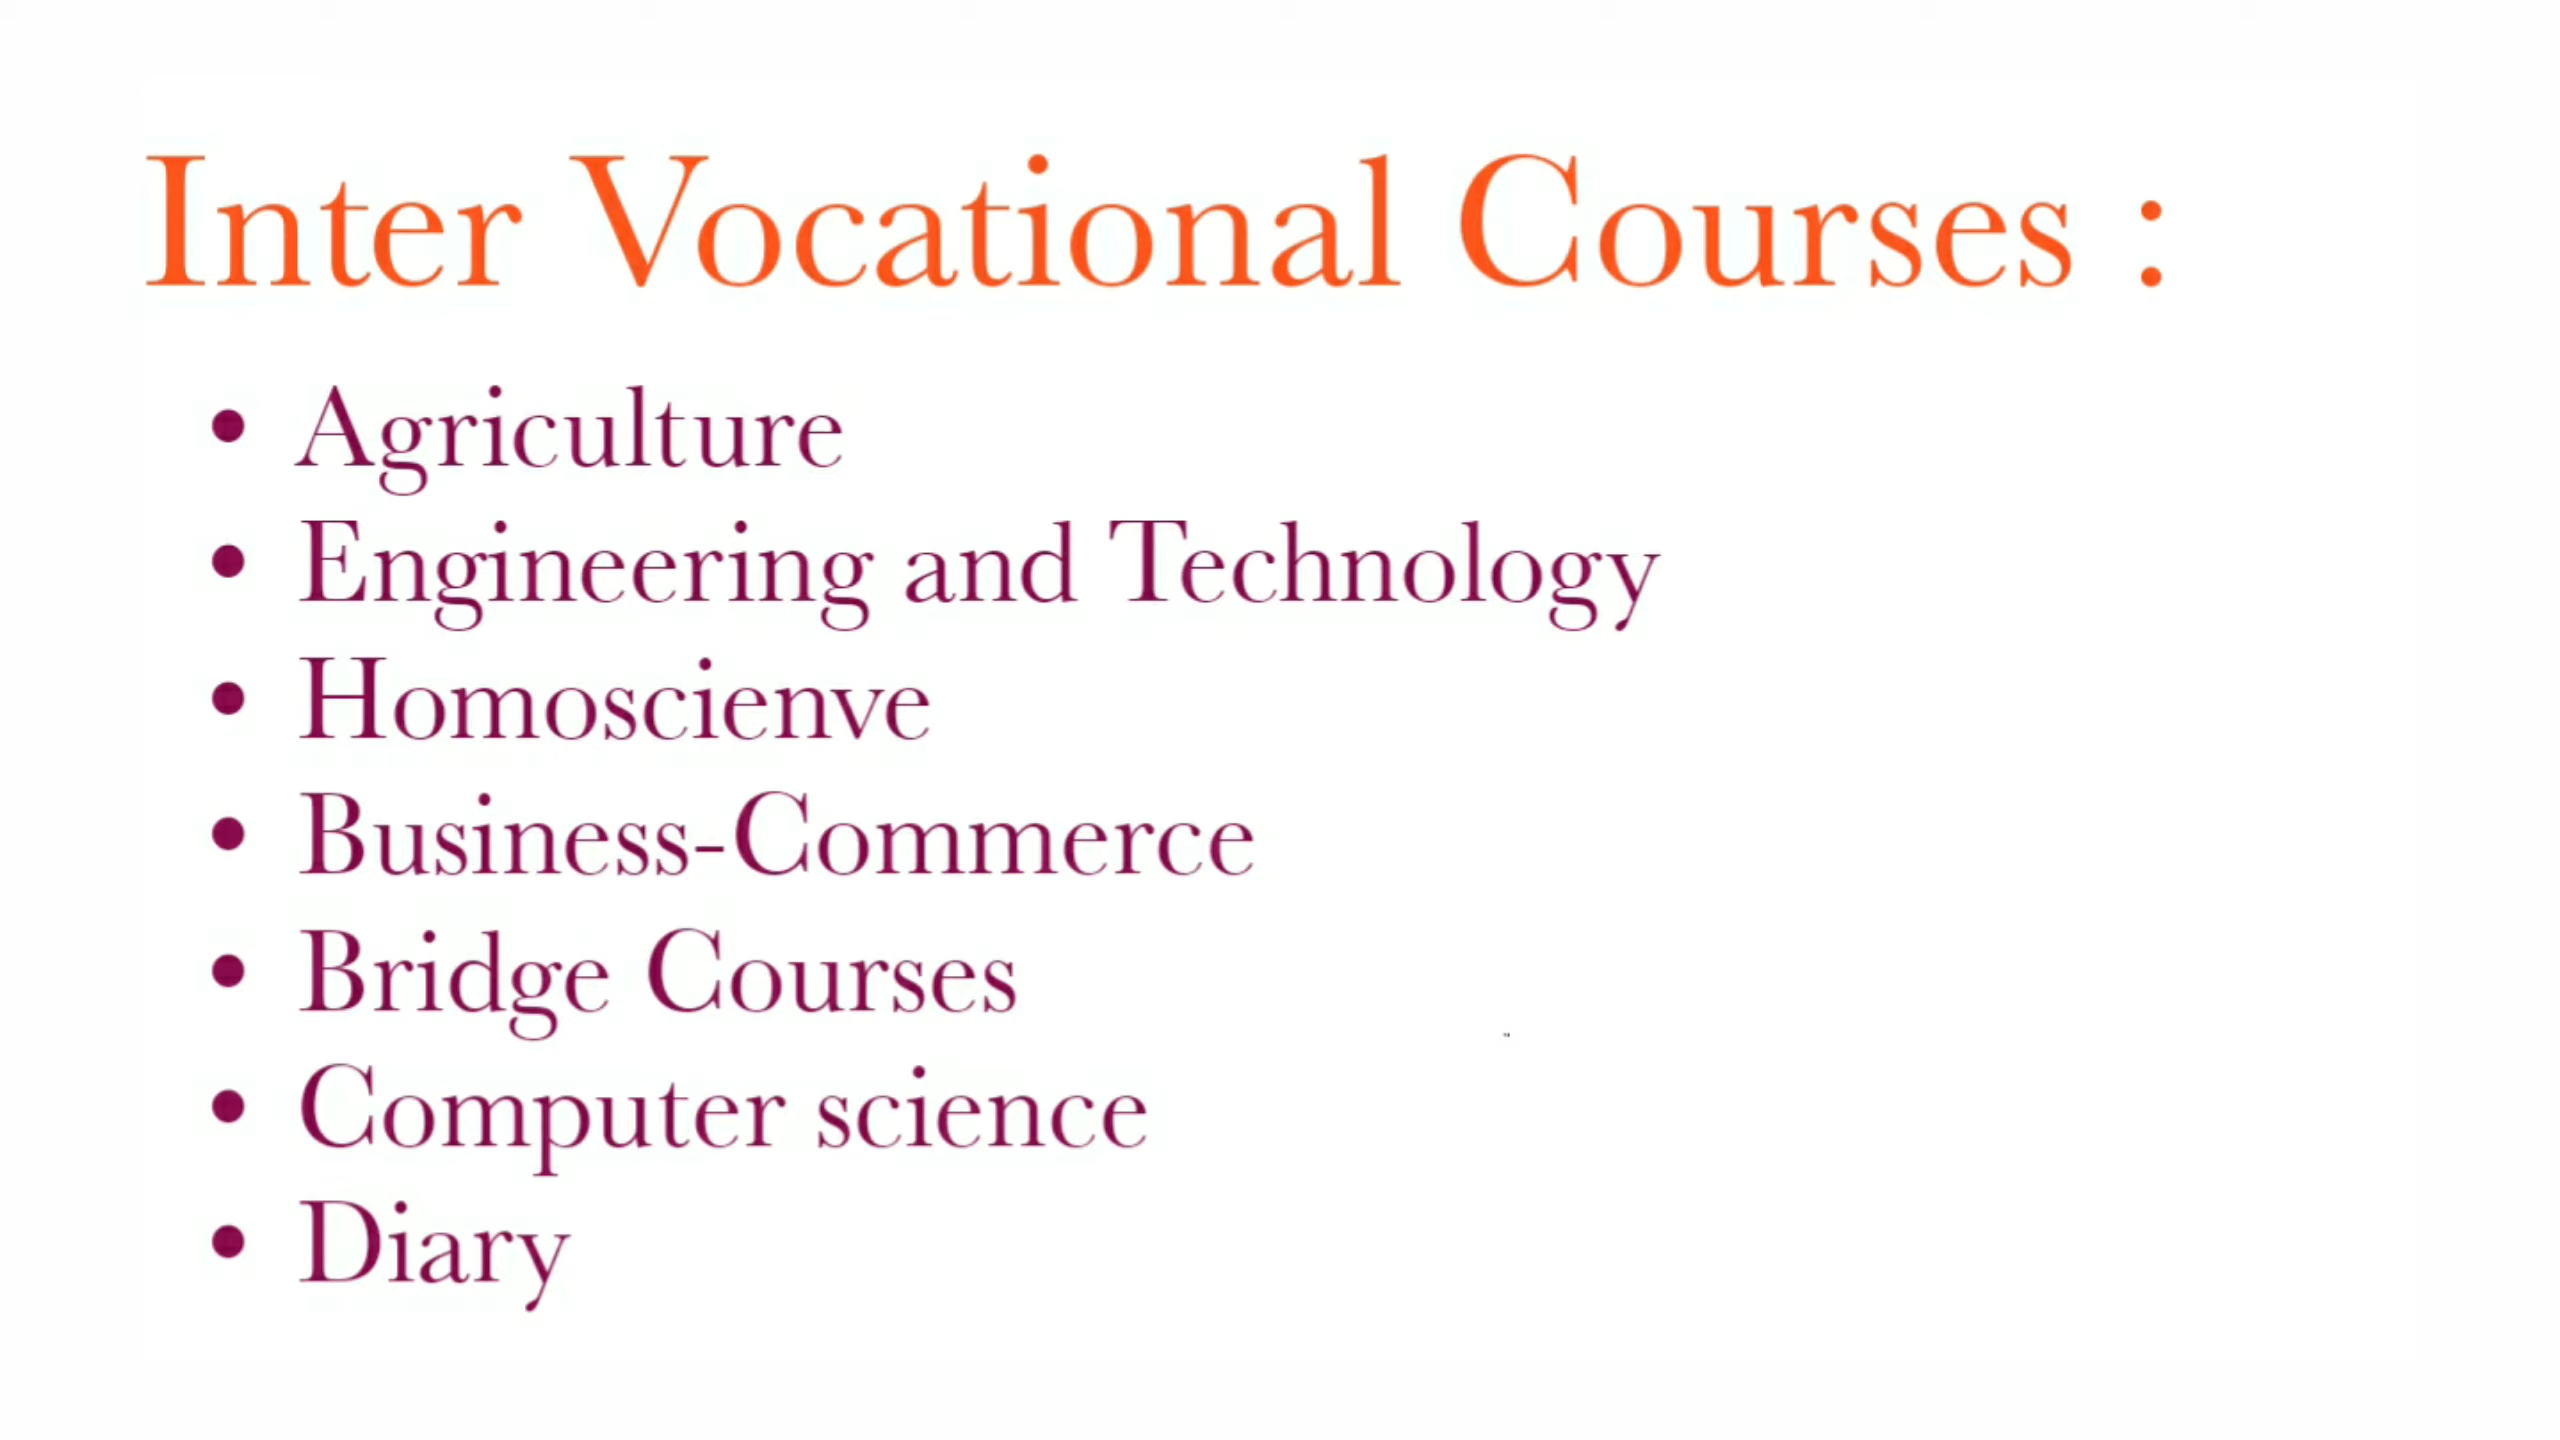 Inter Vocational Courses :
• Agriculture
• Engineering and Technology
• Homoscienve
• Business-Commerce
• Bridge Courses
• Computer science
• Diary